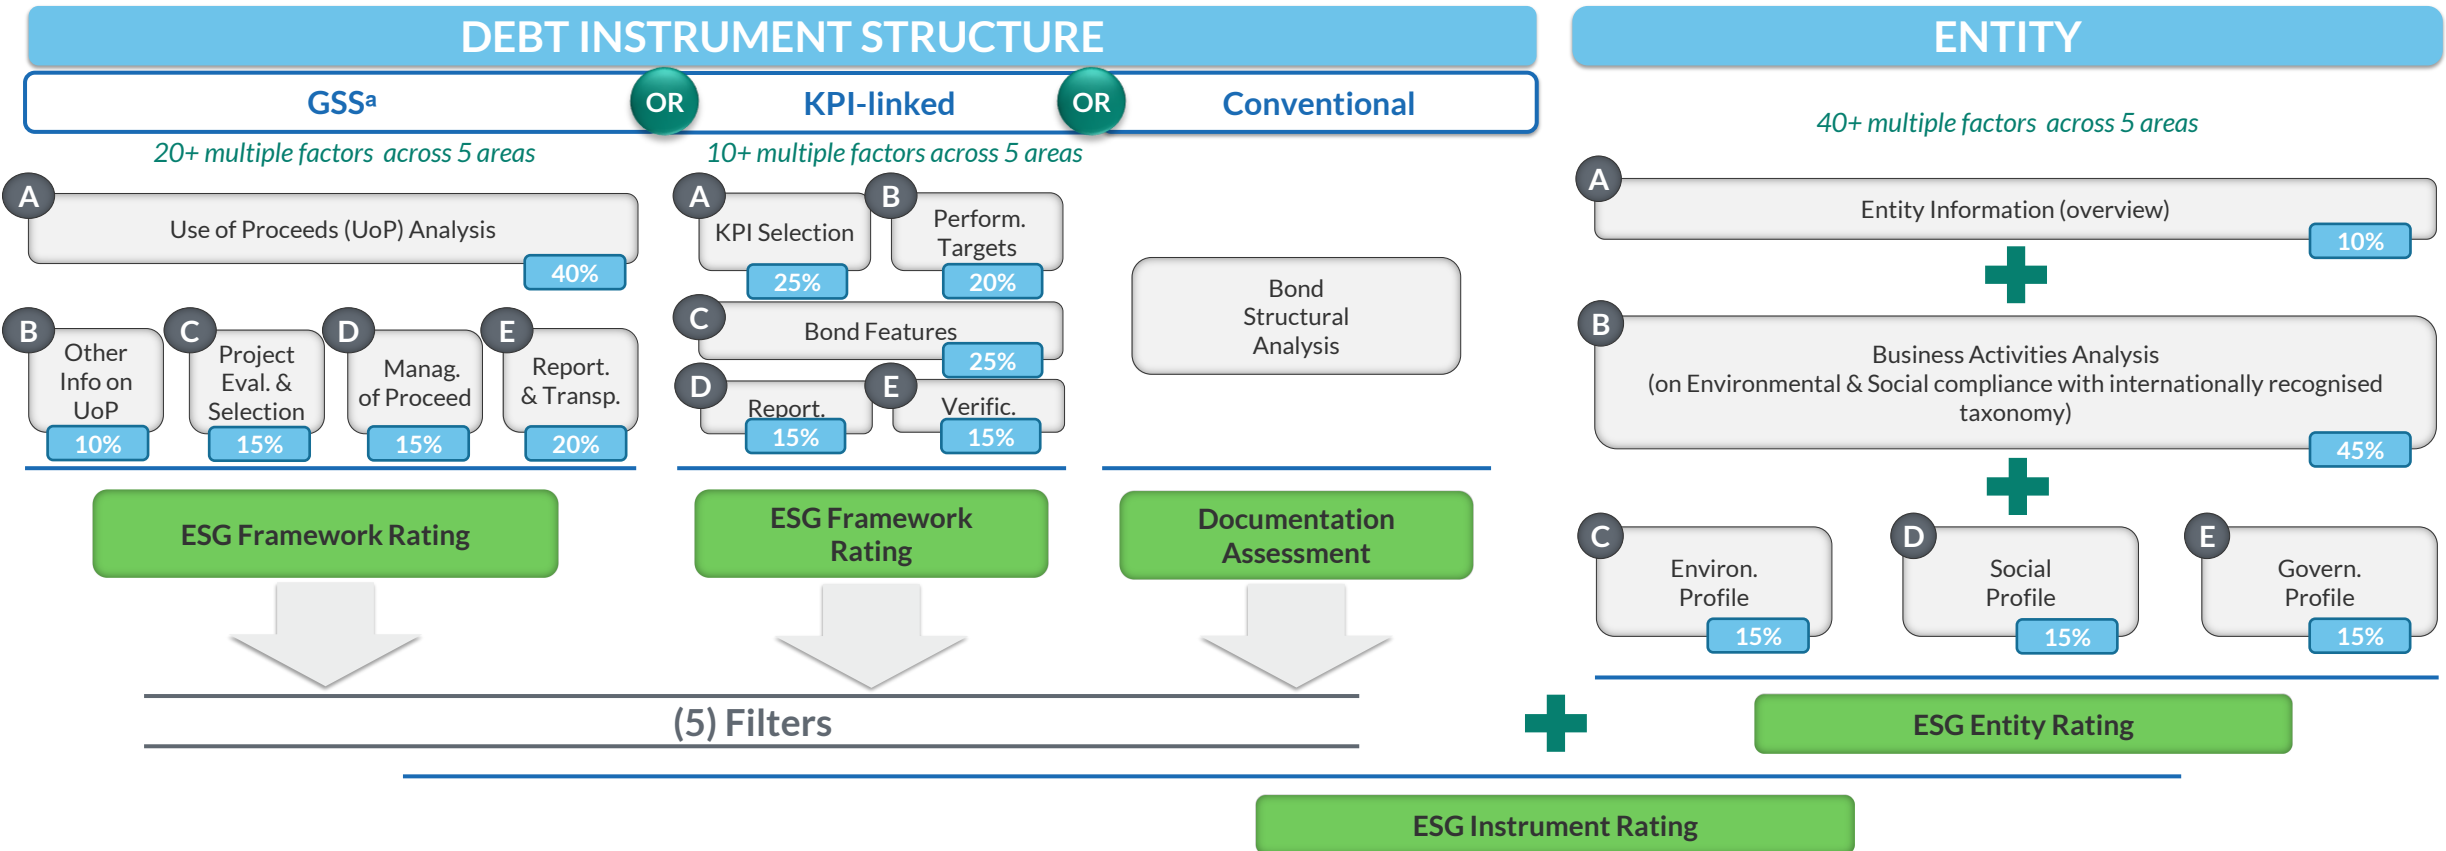 DEBT INSTRUMENT STRUCTURE
GSSª
OR
KPI-linked
OR
Conventional
20+ multiple factors across 5 areas
10+ multiple factors across 5 areas
A
Use of Proceeds (UoP) Analysis
40%
B
Other
Info on
UoP
10%
C
Project
Eval. &
Selection
15%
D
Manag.
of Proceed
15%
E
Report.
& Transp.
20%
A
KPI Selection
25%
B
Perform.
Targets
20%
C
Bond Features
25%
D
Report.
15%
E
Verific.
15%
Bond
Structural
Analysis
ESG Framework Rating
ESG Framework
Rating
Documentation
Assessment
(5) Filters
ENTITY
40+ multiple factors across 5 areas
A
Entity Information (overview)
10%
B
Business Activities Analysis
(on Environmental & Social compliance with internationally recognised
taxonomy)
45%
C
Environ.
Profile
15%
D
Social
Profile
15%
E
Govern.
Profile
15%
ESG Entity Rating
ESG Instrument Rating